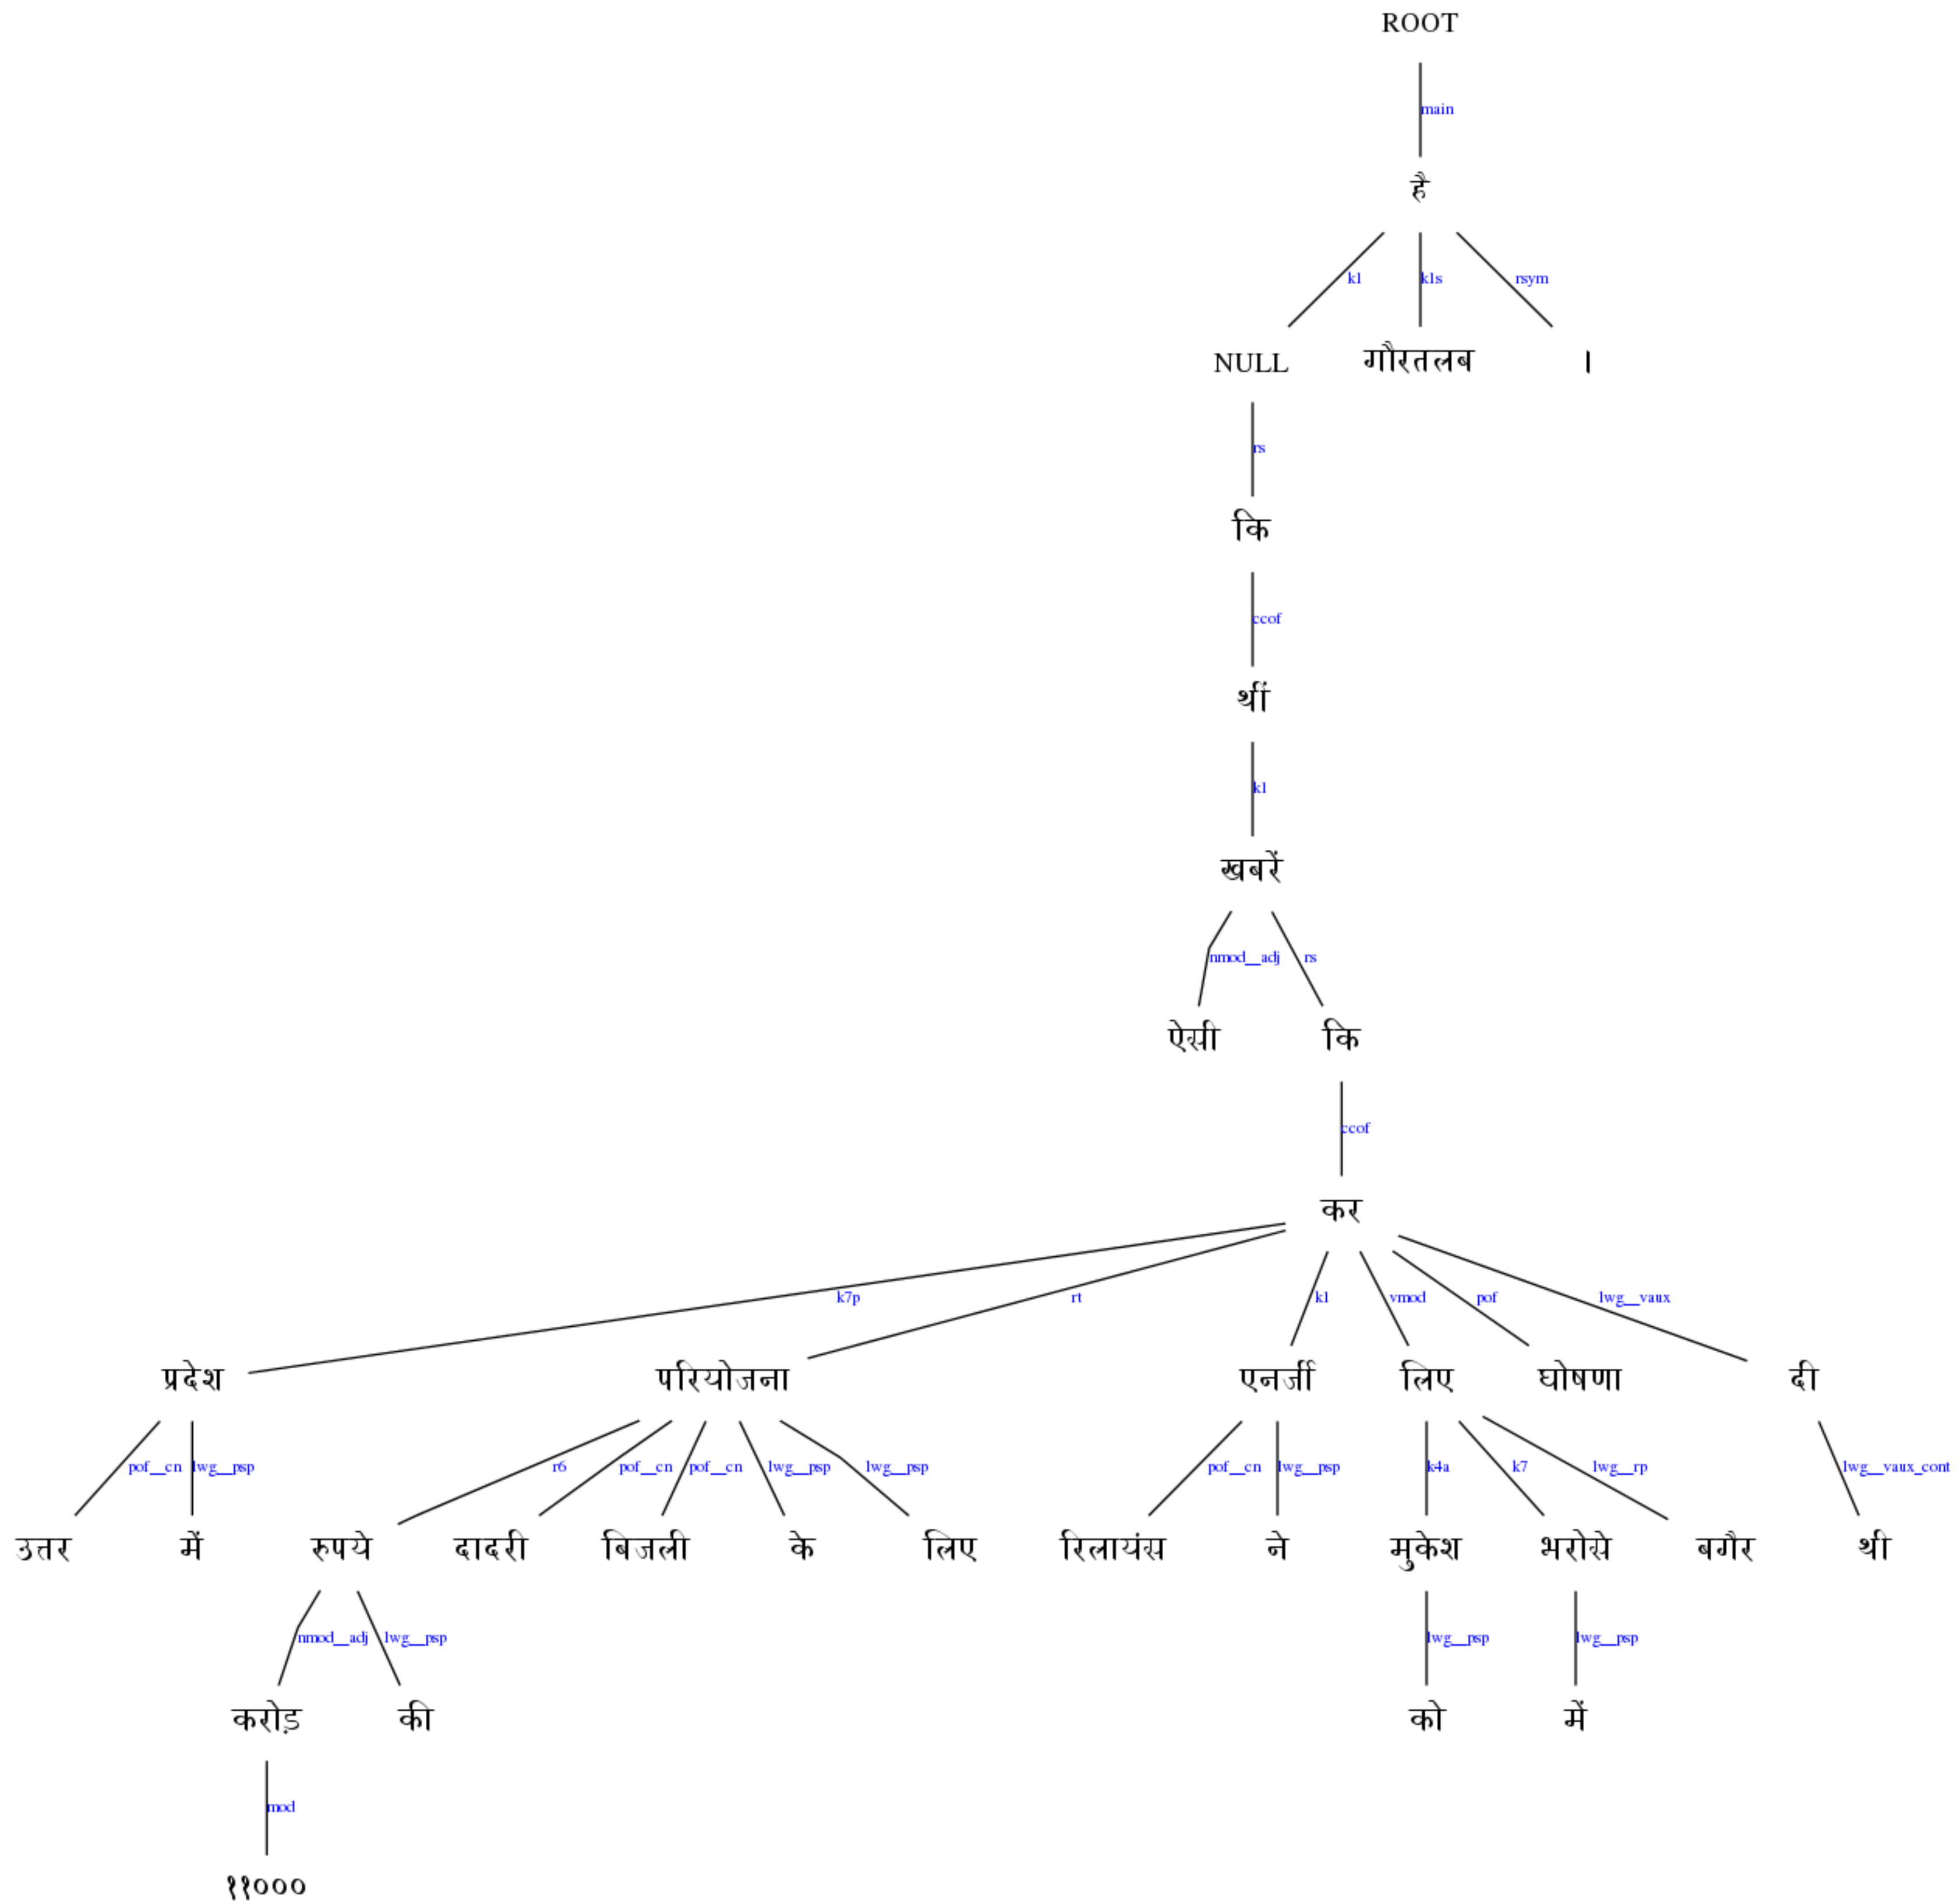 ROOT
main
है
k1 k1s rsym
NULL गौरतलब ।
rs
कि
ccof
थीं
k1
खबरें
nmod__adj rs
ऐसी कि
ccof
कर
k7p rt k1 vmod pof lwg__vaux
प्रदेश परियोजना एनर्जी लिए घोषणा दी
pof__cn lwg__psp r6 pof__cn pof__cn lwg__psp lwg__psp pof__cn lwg__psp k4a k7 lwg__rp lwg__vaux_cont
उत्तर में रुपये दादरी बिजली के लिए रिलायंस ने मुकेश भरोसे बगैर थी
nmod__adj lwg__psp lwg__psp lwg__psp
करोड़ की को में
mod
११०००